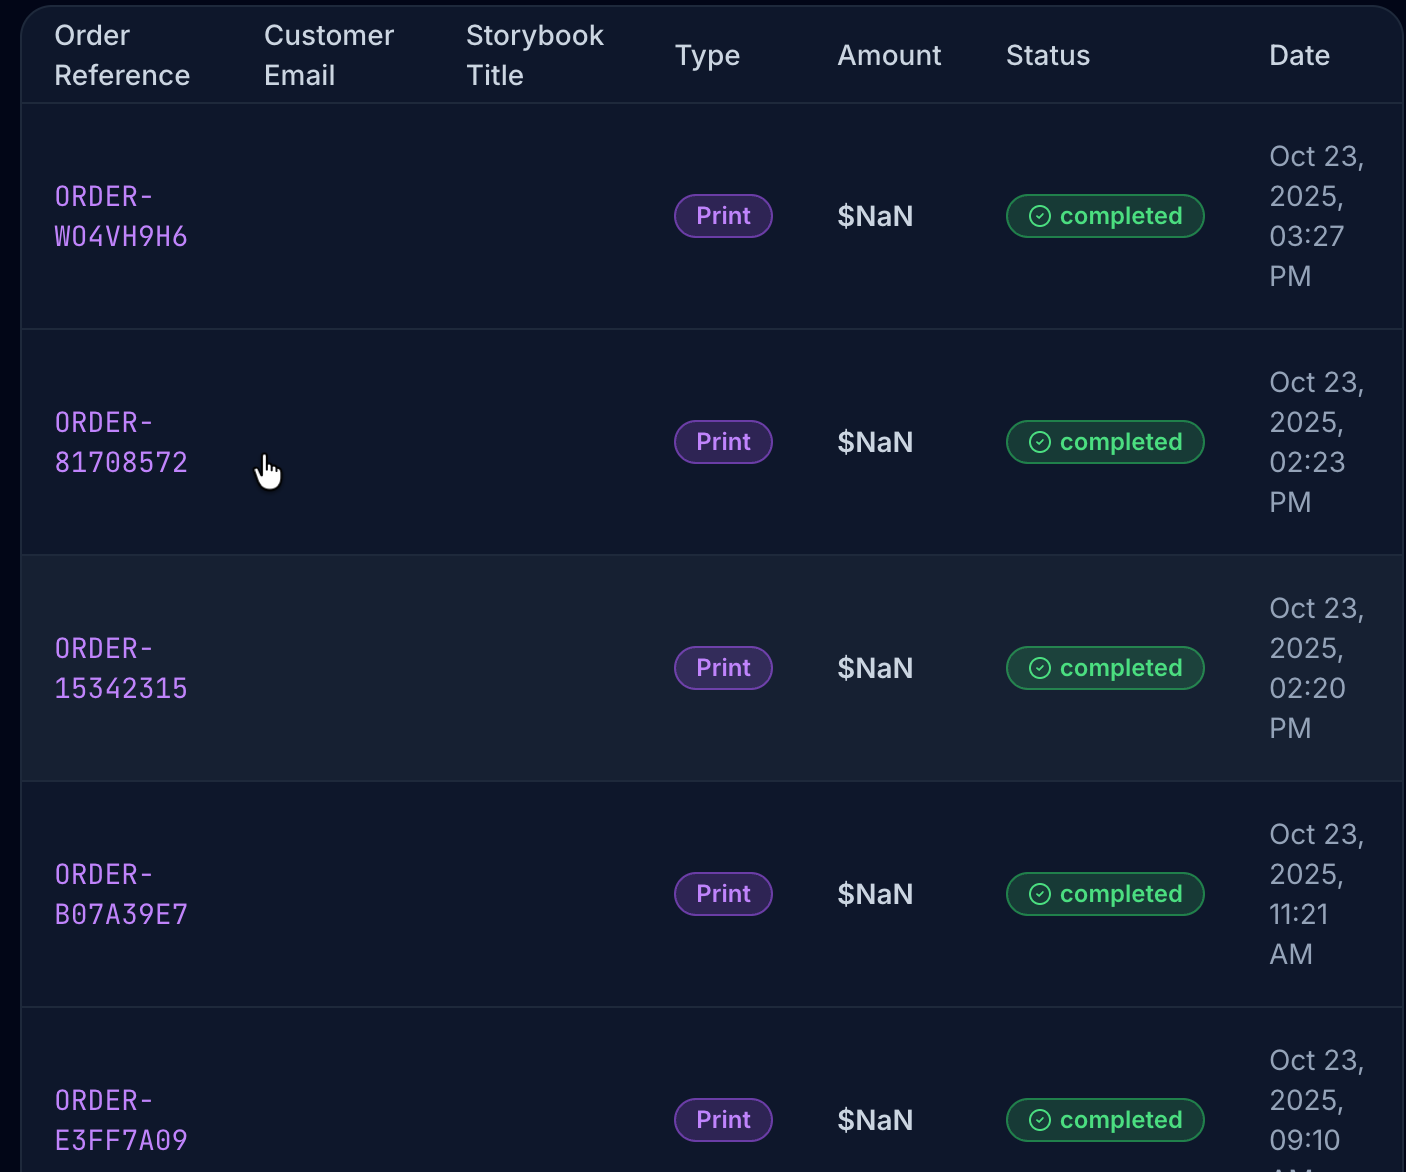 Order
Reference
Customer
Email
Storybook
Title
Type
Amount
Status
Date
ORDER-
WO4VH9H6
Print
$NaN
completed
Oct 23,
2025,
03:27
PM
ORDER-
81708572
Print
$NaN
completed
Oct 23,
2025,
02:23
PM
ORDER-
15342315
Print
$NaN
completed
Oct 23,
2025,
02:20
PM
ORDER-
B07A39E7
Print
$NaN
completed
Oct 23,
2025,
11:21
AM
ORDER-
E3FF7A09
Print
$NaN
completed
Oct 23,
2025,
09:10